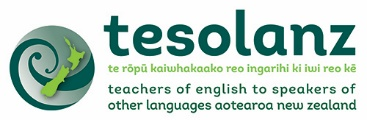 tesolanz
te rōpū kaiwhakaako reo ingarihi ki iwi reo kē
teachers of english to speakers of
other languages aotearoa new zealand